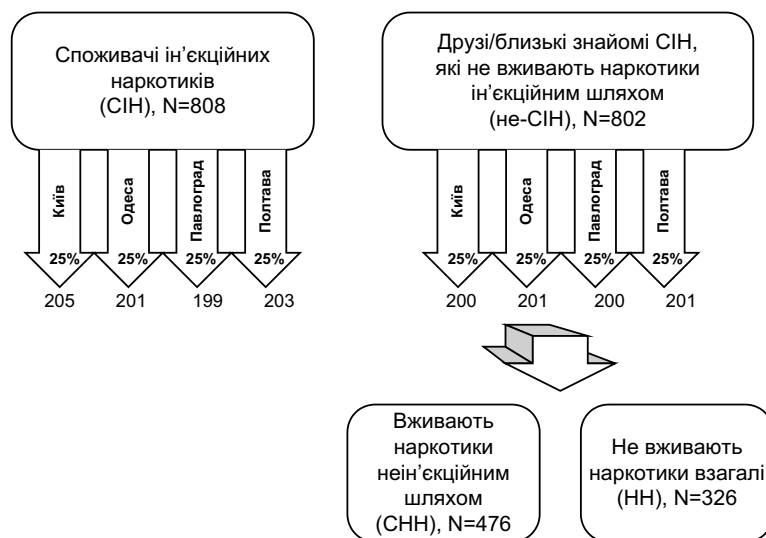 Споживачі ін’єкційних
наркотиків
(СІН), N=808
Друзі/близькі знайомі СІН,
які не вживають наркотики
ін’єкційним шляхом
(не-СІН), N=802
Київ
Одеса
Павлоград
Полтава
25%
25%
25%
25%
205
201
199
203
Київ
Одеса
Павлоград
Полтава
25%
25%
25%
25%
200
201
200
201
Вживають
наркотики
неін’єкційним
шляхом
(СНН), N=476
Не вживають
наркотики взагалі
(НН), N=326